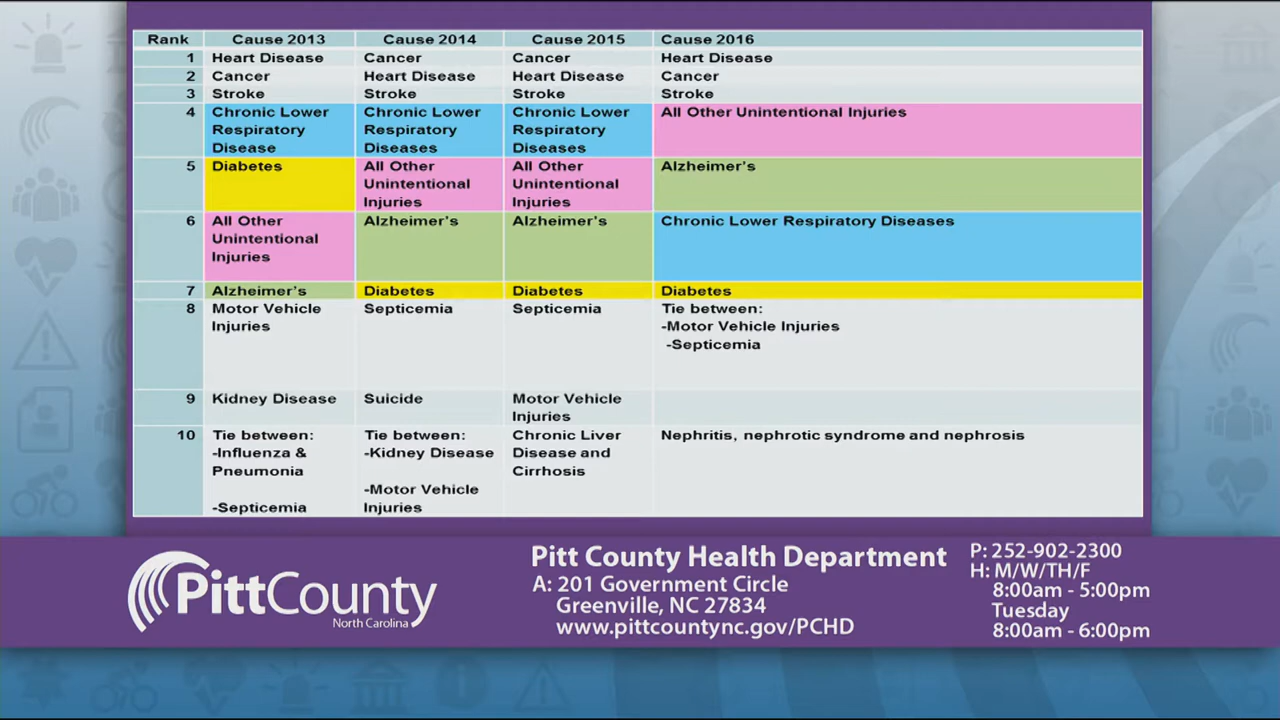 Rank Cause 2013 Cause 2014 Cause 2015 Cause 2016
1 Heart Disease Cancer Cancer Heart Disease
2 Cancer Heart Disease Heart Disease Cancer
3 Stroke Stroke Stroke Stroke
4 Chronic Lower Chronic Lower Chronic Lower All Other Unintentional Injuries
Respiratory Respiratory Respiratory
Disease Diseases Diseases
5 Diabetes All Other All Other Alzheimer's
Unintentional Unintentional
Injuries Injuries
6 All Other Alzheimer's Alzheimer's Chronic Lower Respiratory Diseases
Unintentional
Injuries
7 Alzheimer's Diabetes Diabetes Diabetes
8 Motor Vehicle Septicemia Septicemia Tie between:
Injuries -Motor Vehicle Injuries
-Septicemia
9 Kidney Disease Suicide Motor Vehicle
Injuries
10 Tie between: Tie between: Chronic Liver Nephritis, nephrotic syndrome and nephrosis
-Influenza & -Kidney Disease Disease and
Pneumonia Cirrhosis
-Motor Vehicle
-Septicemia Injuries
PittCounty
North Carolina
Pitt County Health Department
A: 201 Government Circle
Greenville, NC 27834
www.pittcountync.gov/PCHD
P: 252-902-2300
H: M/W/TH/F
8:00am - 5:00pm
Tuesday
8:00am - 6:00pm